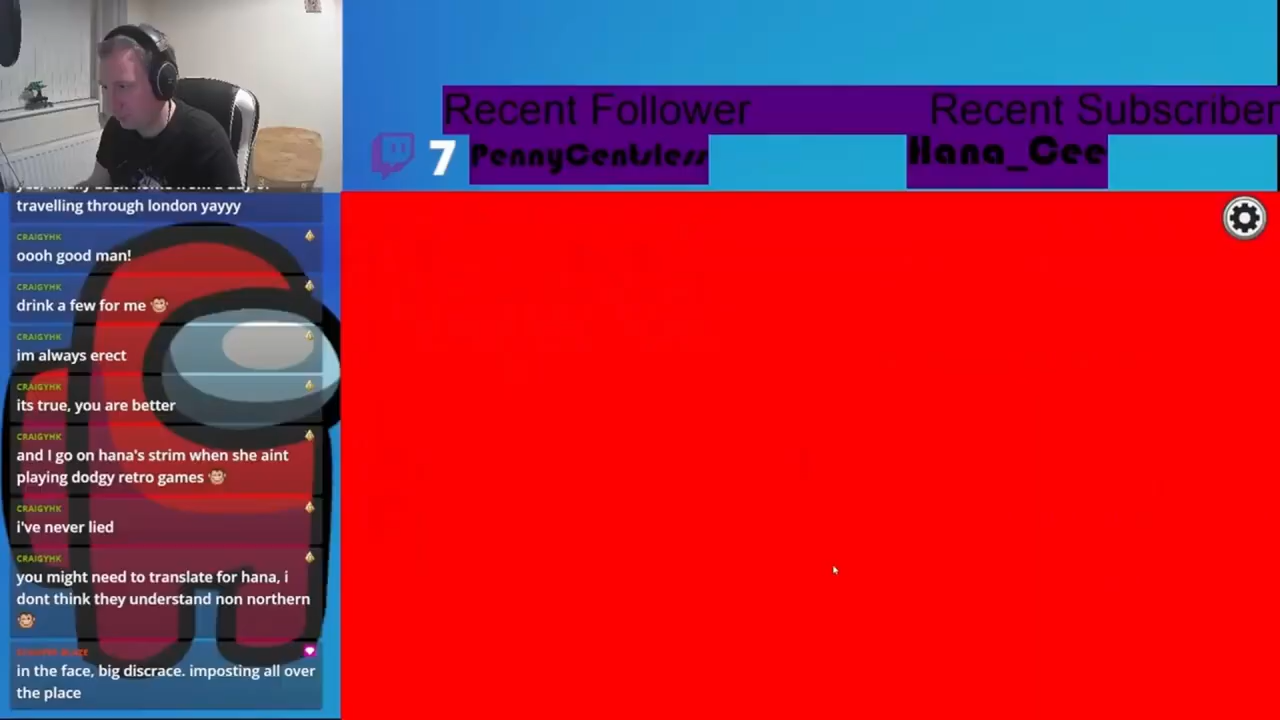 Recent Follower
Recent Subscriber
7
PennyCentsless
Hana_Cee
travelling through london yayyy
CRAIGYHK
oooh good man!
CRAIGYHK
drink a few for me
CRAIGYHK
im always erect
CRAIGYHK
its true, you are better
CRAIGYHK
and I go on hana's strim when she aint
playing dodgy retro games
CRAIGYHK
i've never lied
CRAIGYHK
you might need to translate for hana, i
dont think they understand non northern
in the face, big discrace. imposting all over
the place